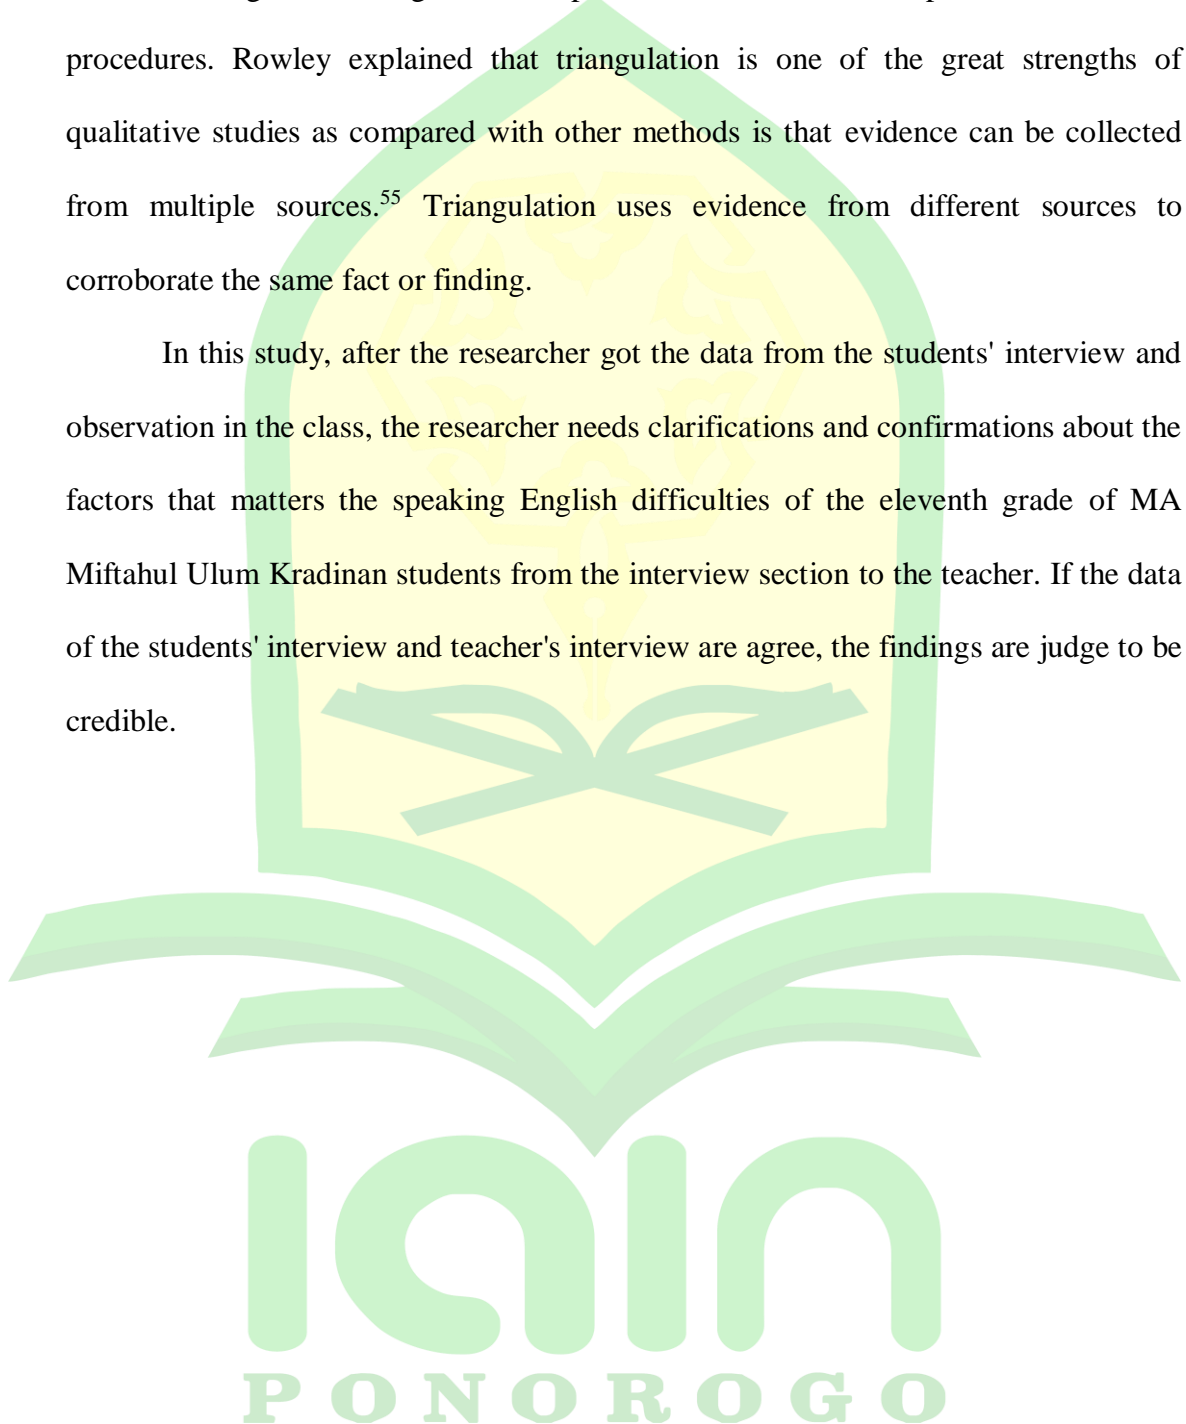 procedures. Rowley explained that triangulation is one of the great strengths of
qualitative studies as compared with other methods is that evidence can be collected
from multiple sources.55 Triangulation uses evidence from different sources to
corroborate the same fact or finding.
In this study, after the researcher got the data from the students' interview and
observation in the class, the researcher needs clarifications and confirmations about the
factors that matters the speaking English difficulties of the eleventh grade of MA
Miftahul Ulum Kradinan students from the interview section to the teacher. If the data
of the students' interview and teacher's interview are agree, the findings are judge to be
credible.
iain
PONOROGO